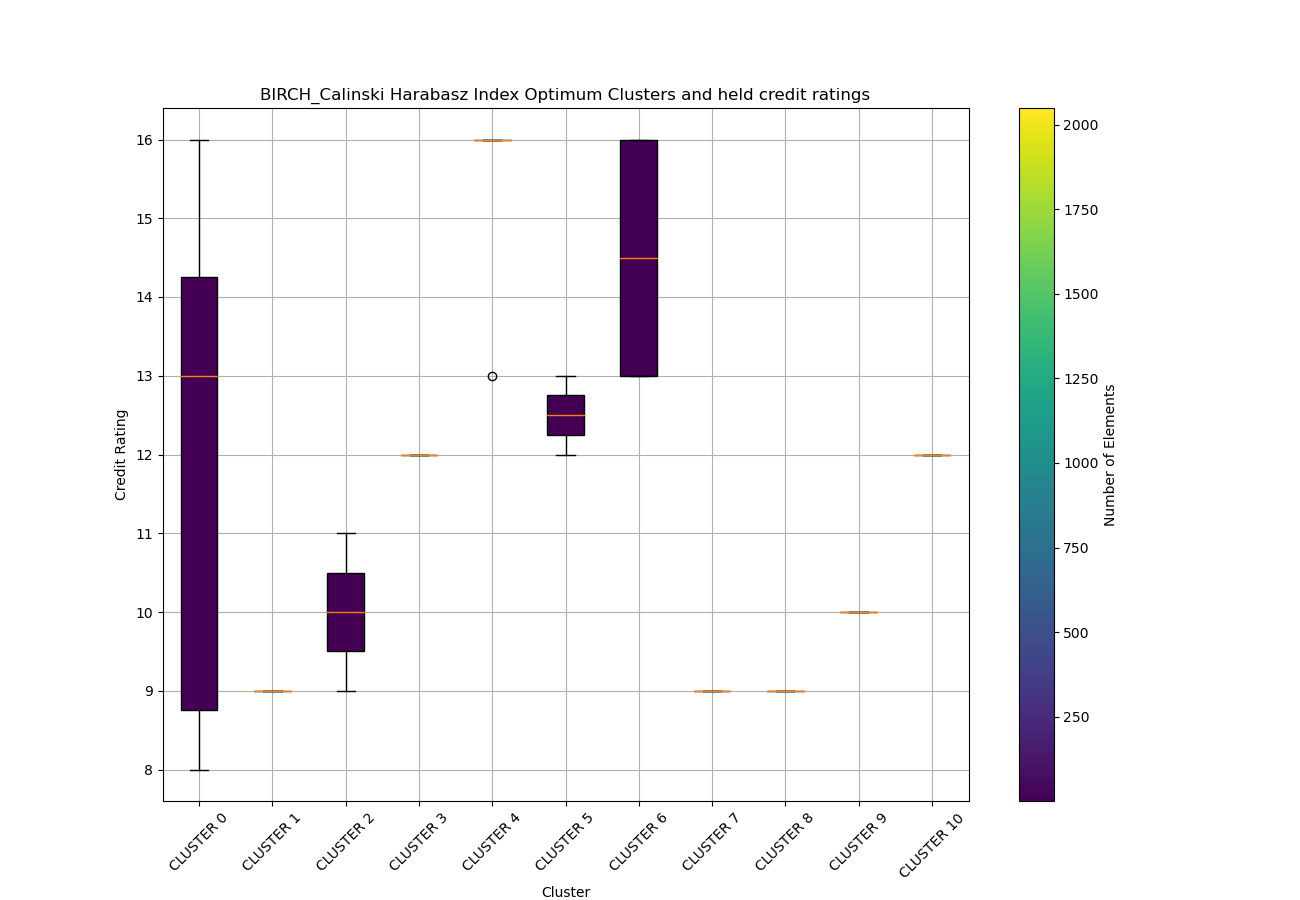 BIRCH_Calinski Harabasz Index Optimum Clusters and held credit ratings
16
15
14
13
12
11
10
9
8
Credit Rating
CLUSTER 0
CLUSTER 1
CLUSTER 2
CLUSTER 3
CLUSTER 4
CLUSTER 5
CLUSTER 6
CLUSTER 7
CLUSTER 8
CLUSTER 9
CLUSTER 10
Cluster
2000
1750
1500
1250
1000
750
500
250
Number of Elements